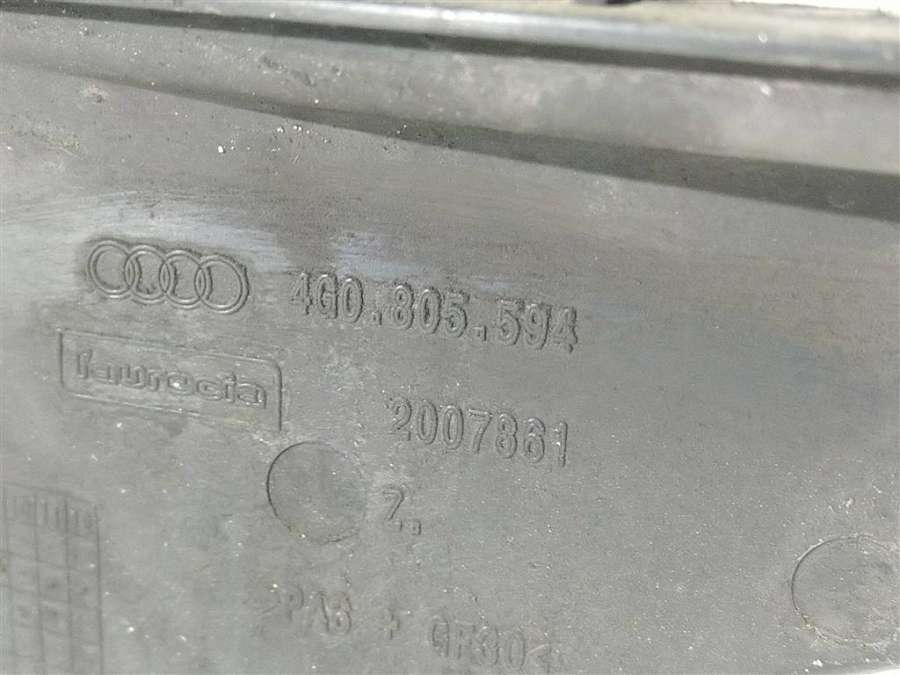 4G0.805.594
faurecia
2007861
Z.
>PA6 + GF30<